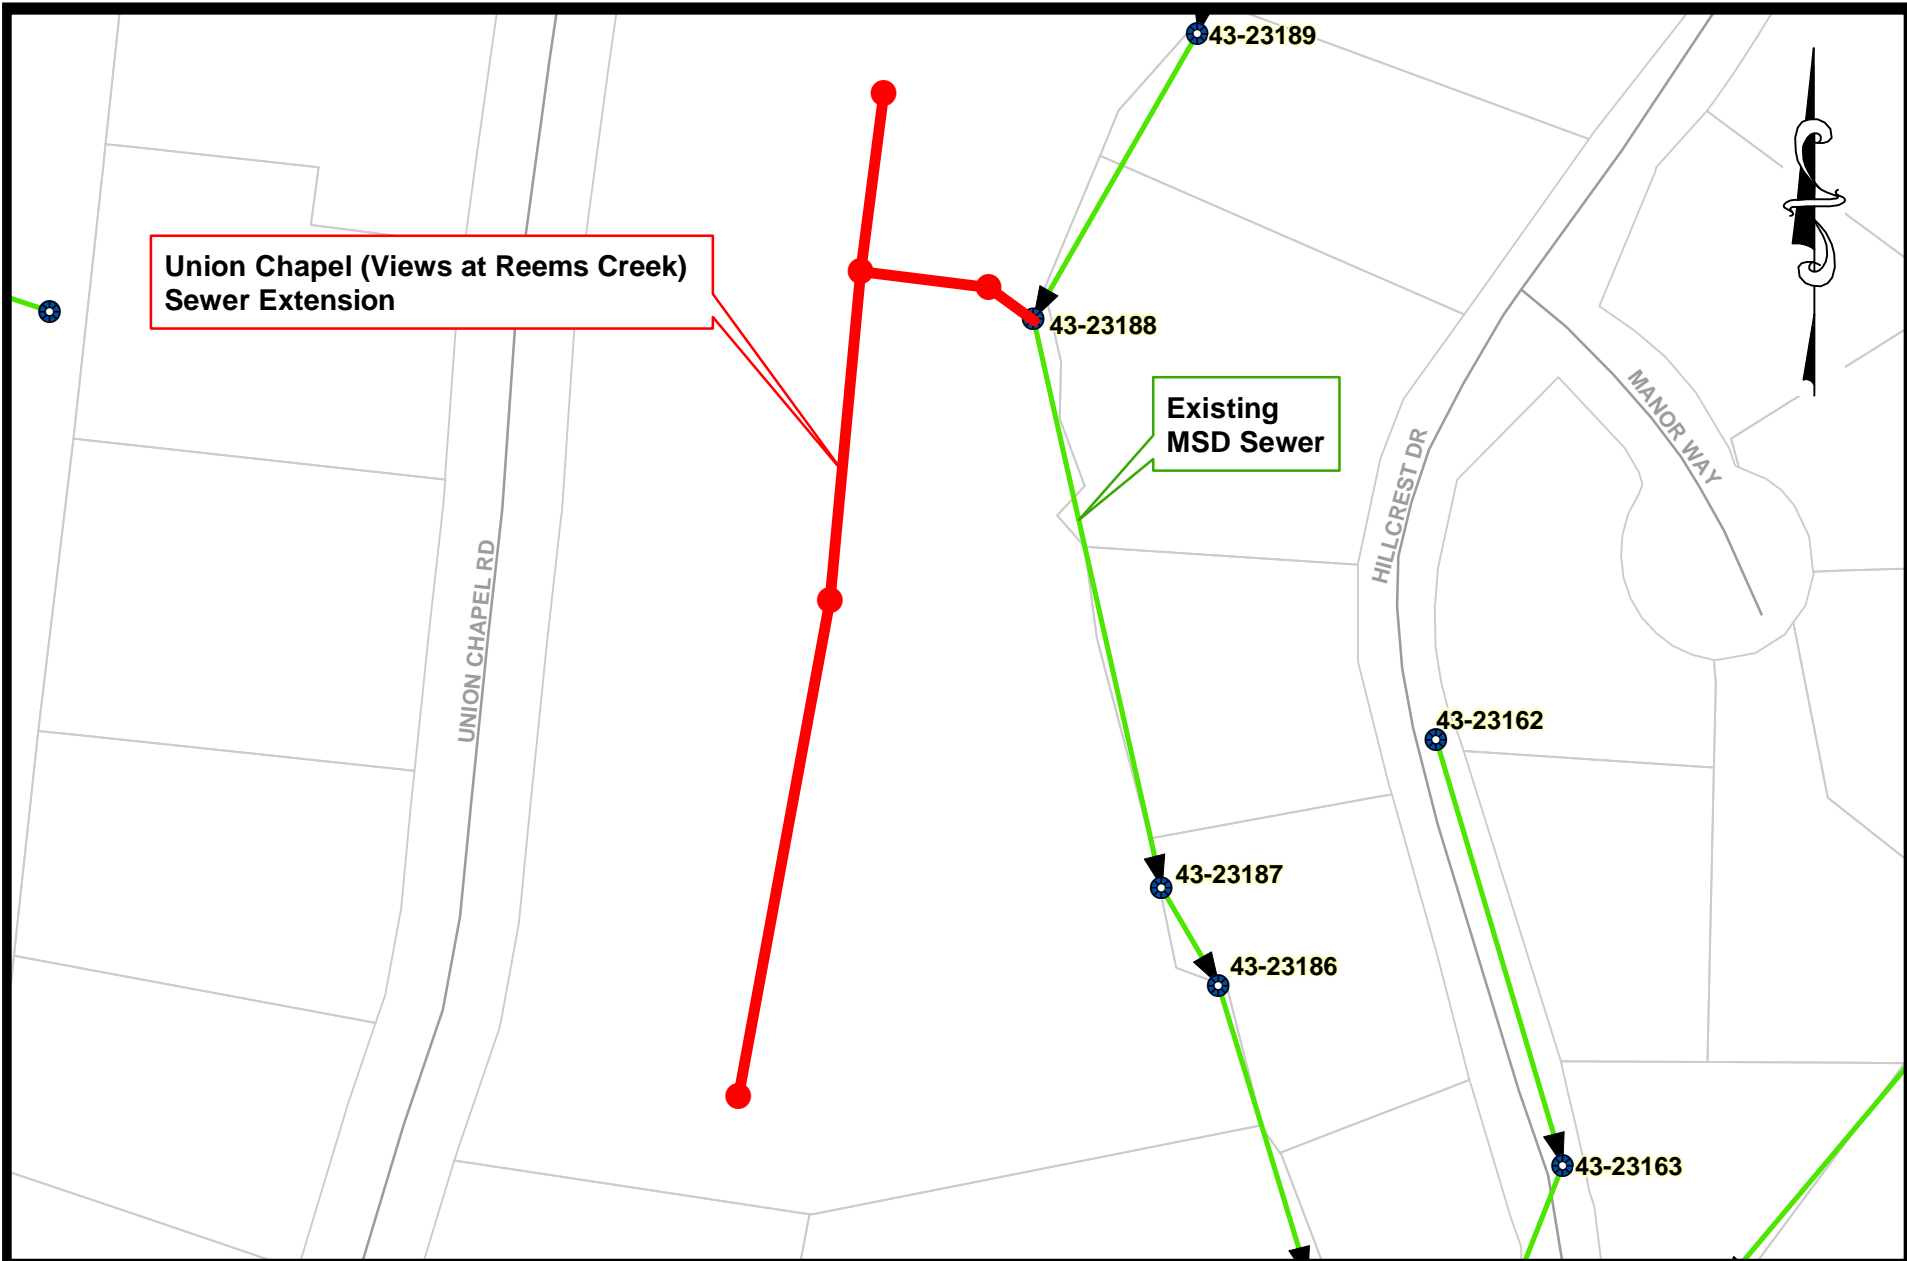 43-23189
Union Chapel (Views at Reems Creek)
Sewer Extension
43-23188
Existing
MSD Sewer
MANOR WAY
HILLCREST DR
UNION CHAPEL RD
43-23162
43-23187
43-23186
43-23163